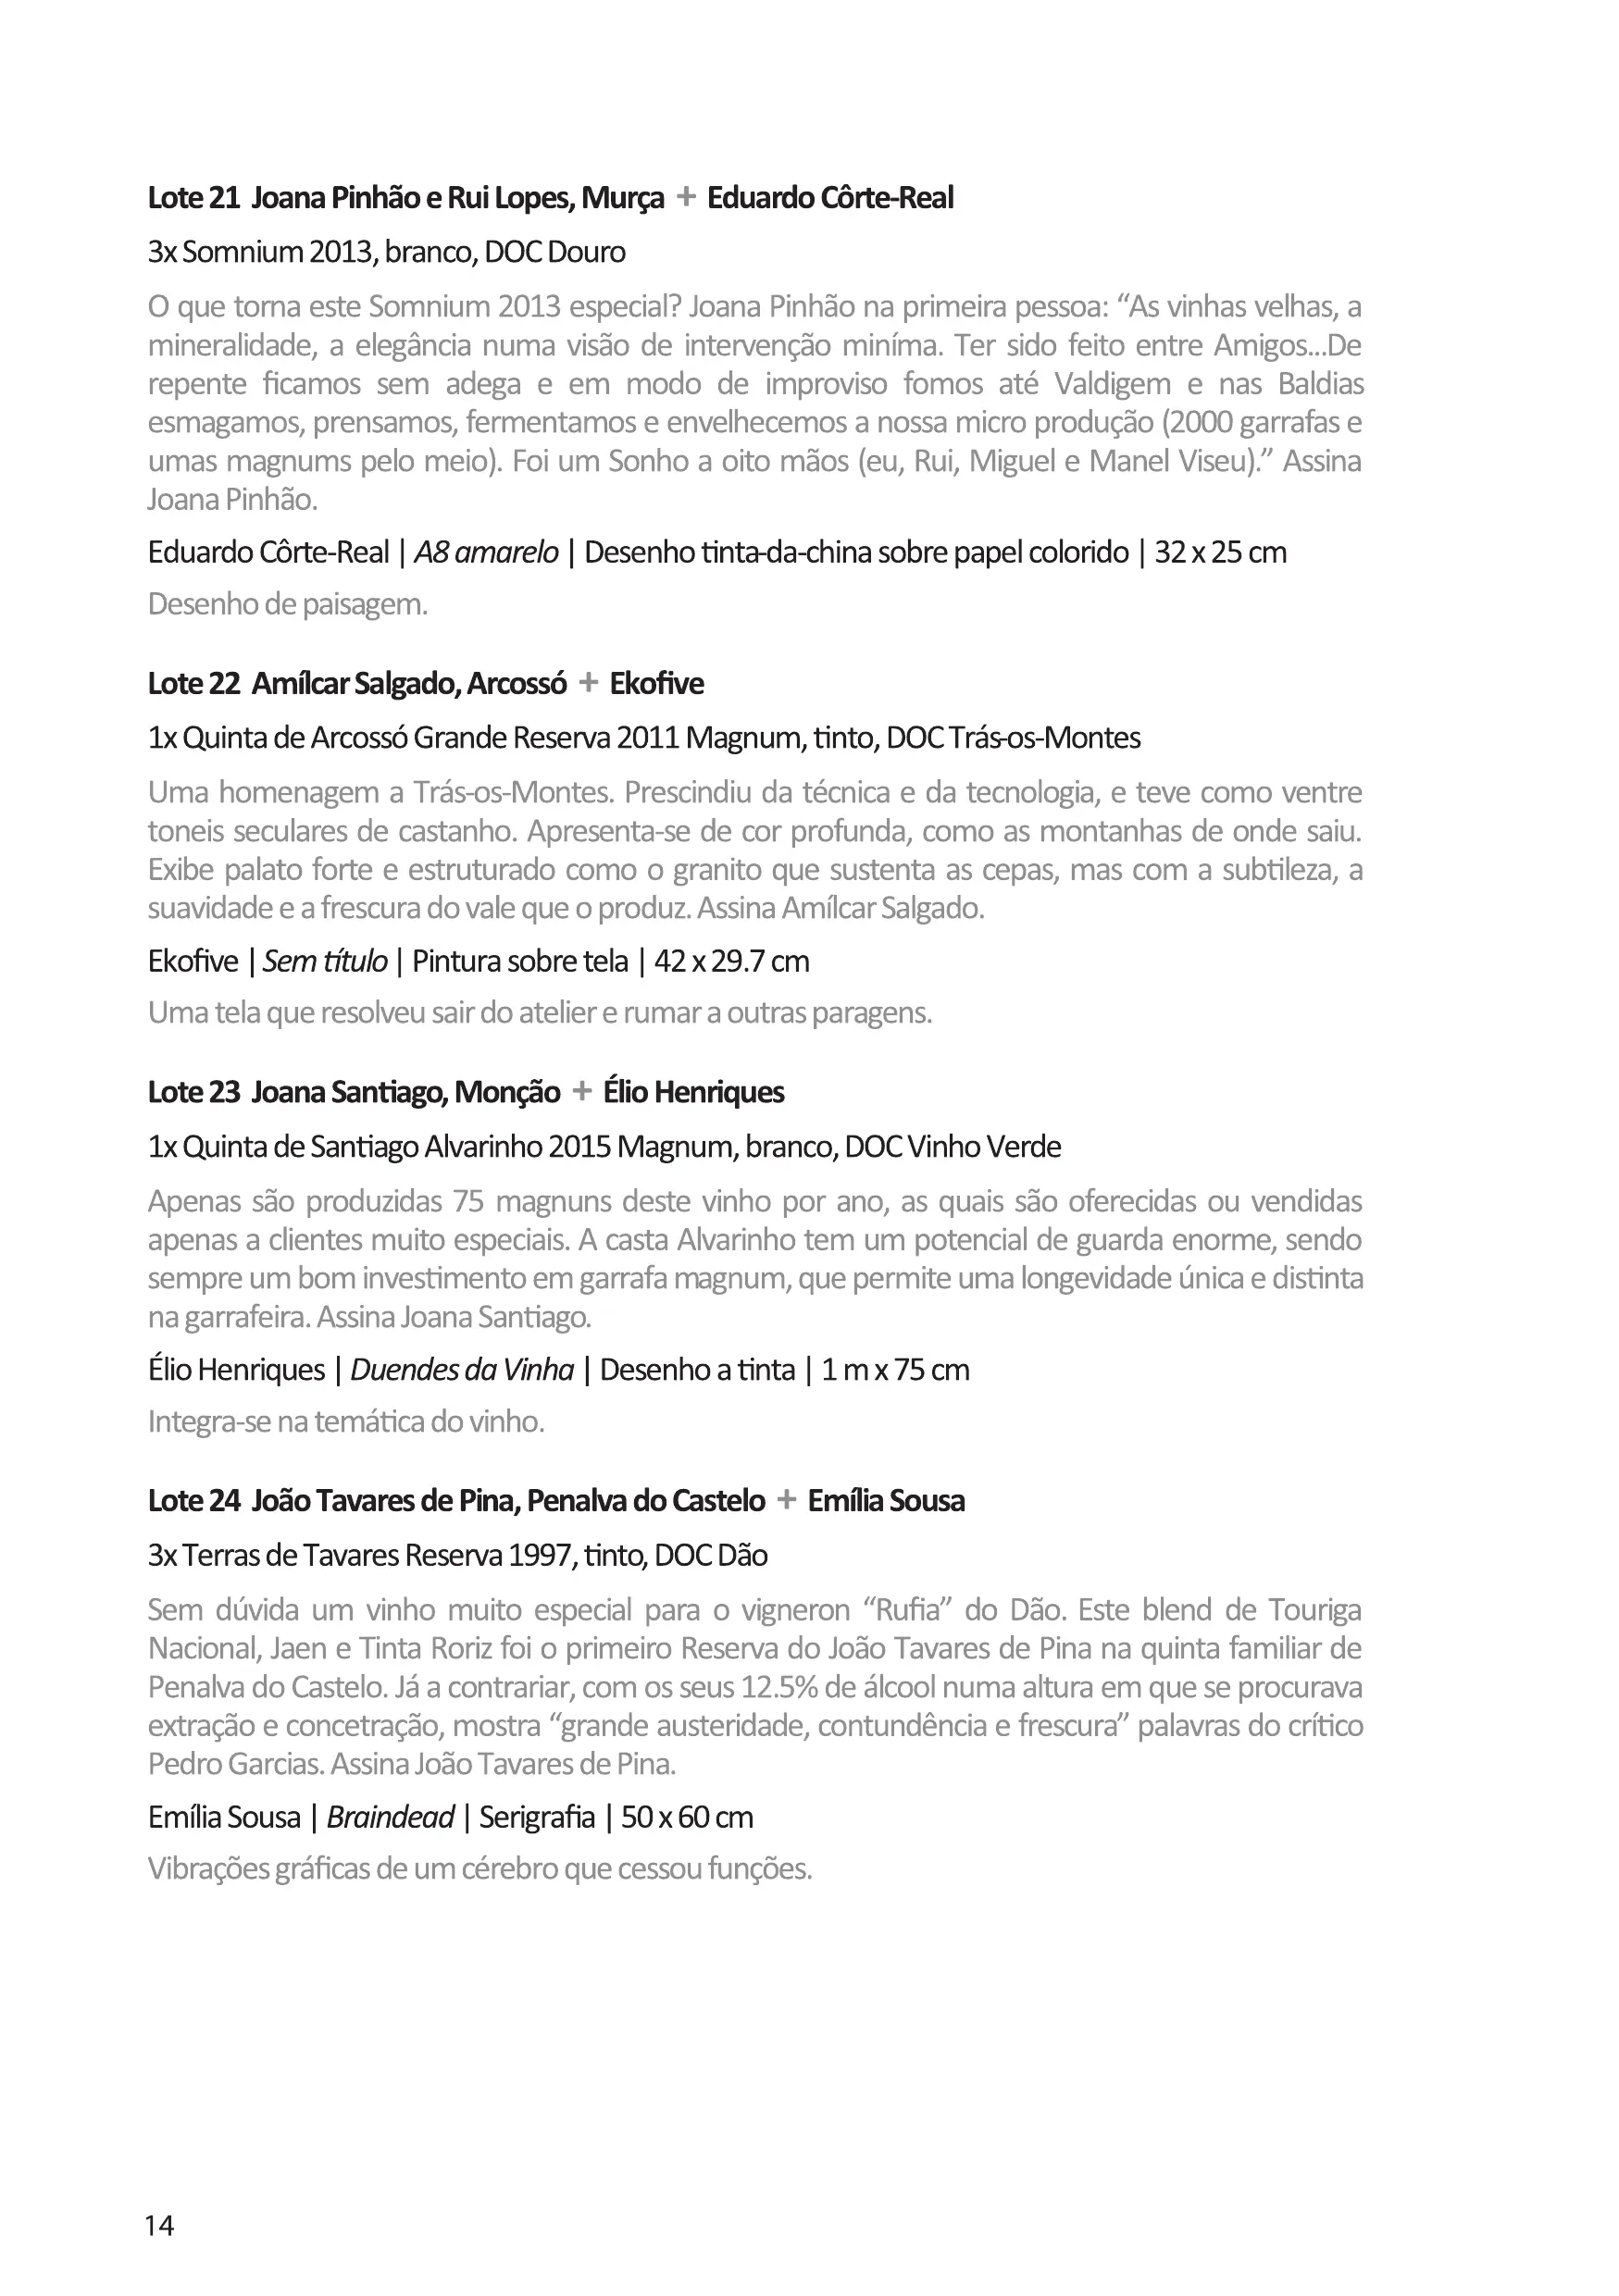 Lote 21 Joana Pinhão e Rui Lopes, Murça + Eduardo Côrte-Real
3x Somnium 2013, branco, DOC Douro
O que torna este Somnium 2013 especial? Joana Pinhão na primeira pessoa: “As vinhas velhas, a
mineralidade, a elegância numa visão de intervenção miníma. Ter sido feito entre Amigos...De
repente ficamos sem adega e em modo de improviso fomos até Valdigem e nas Baldias
esmagamos, prensamos, fermentamos e envelhecemos a nossa micro produção (2000 garrafas e
umas magnums pelo meio). Foi um Sonho a oito mãos (eu, Rui, Miguel e Manel Viseu).” Assina
Joana Pinhão.
Eduardo Côrte-Real | A8 amarelo | Desenho tinta-da-china sobre papel colorido | 32 x 25 cm
Desenho de paisagem.
Lote 22 Amílcar Salgado, Arcossó + Ekofive
1x Quinta de Arcossó Grande Reserva 2011 Magnum, tinto, DOC Trás-os-Montes
Uma homenagem a Trás-os-Montes. Prescindiu da técnica e da tecnologia, e teve como ventre
toneis seculares de castanho. Apresenta-se de cor profunda, como as montanhas de onde saiu.
Exibe palato forte e estruturado como o granito que sustenta as cepas, mas com a subtileza, a
suavidade e a frescura do vale que o produz. Assina Amílcar Salgado.
Ekofive | Sem título | Pintura sobre tela | 42 x 29.7 cm
Uma tela que resolveu sair do atelier e rumar a outras paragens.
Lote 23 Joana Santiago, Monção + Élio Henriques
1x Quinta de Santiago Alvarinho 2015 Magnum, branco, DOC Vinho Verde
Apenas são produzidas 75 magnuns deste vinho por ano, as quais são oferecidas ou vendidas
apenas a clientes muito especiais. A casta Alvarinho tem um potencial de guarda enorme, sendo
sempre um bom investimento em garrafa magnum, que permite uma longevidade única e distinta
na garrafeira. Assina Joana Santiago.
Élio Henriques | Duendes da Vinha | Desenho a tinta | 1 m x 75 cm
Integra-se na temática do vinho.
Lote 24 João Tavares de Pina, Penalva do Castelo + Emília Sousa
3x Terras de Tavares Reserva 1997, tinto, DOC Dão
Sem dúvida um vinho muito especial para o vigneron “Rufia” do Dão. Este blend de Touriga
Nacional, Jaen e Tinta Roriz foi o primeiro Reserva do João Tavares de Pina na quinta familiar de
Penalva do Castelo. Já a contrariar, com os seus 12.5% de álcool numa altura em que se procurava
extração e concetração, mostra “grande austeridade, contundência e frescura” palavras do crítico
Pedro Garcias. Assina João Tavares de Pina.
Emília Sousa | Braindead | Serigrafia | 50 x 60 cm
Vibrações gráficas de um cérebro que cessou funções.
14